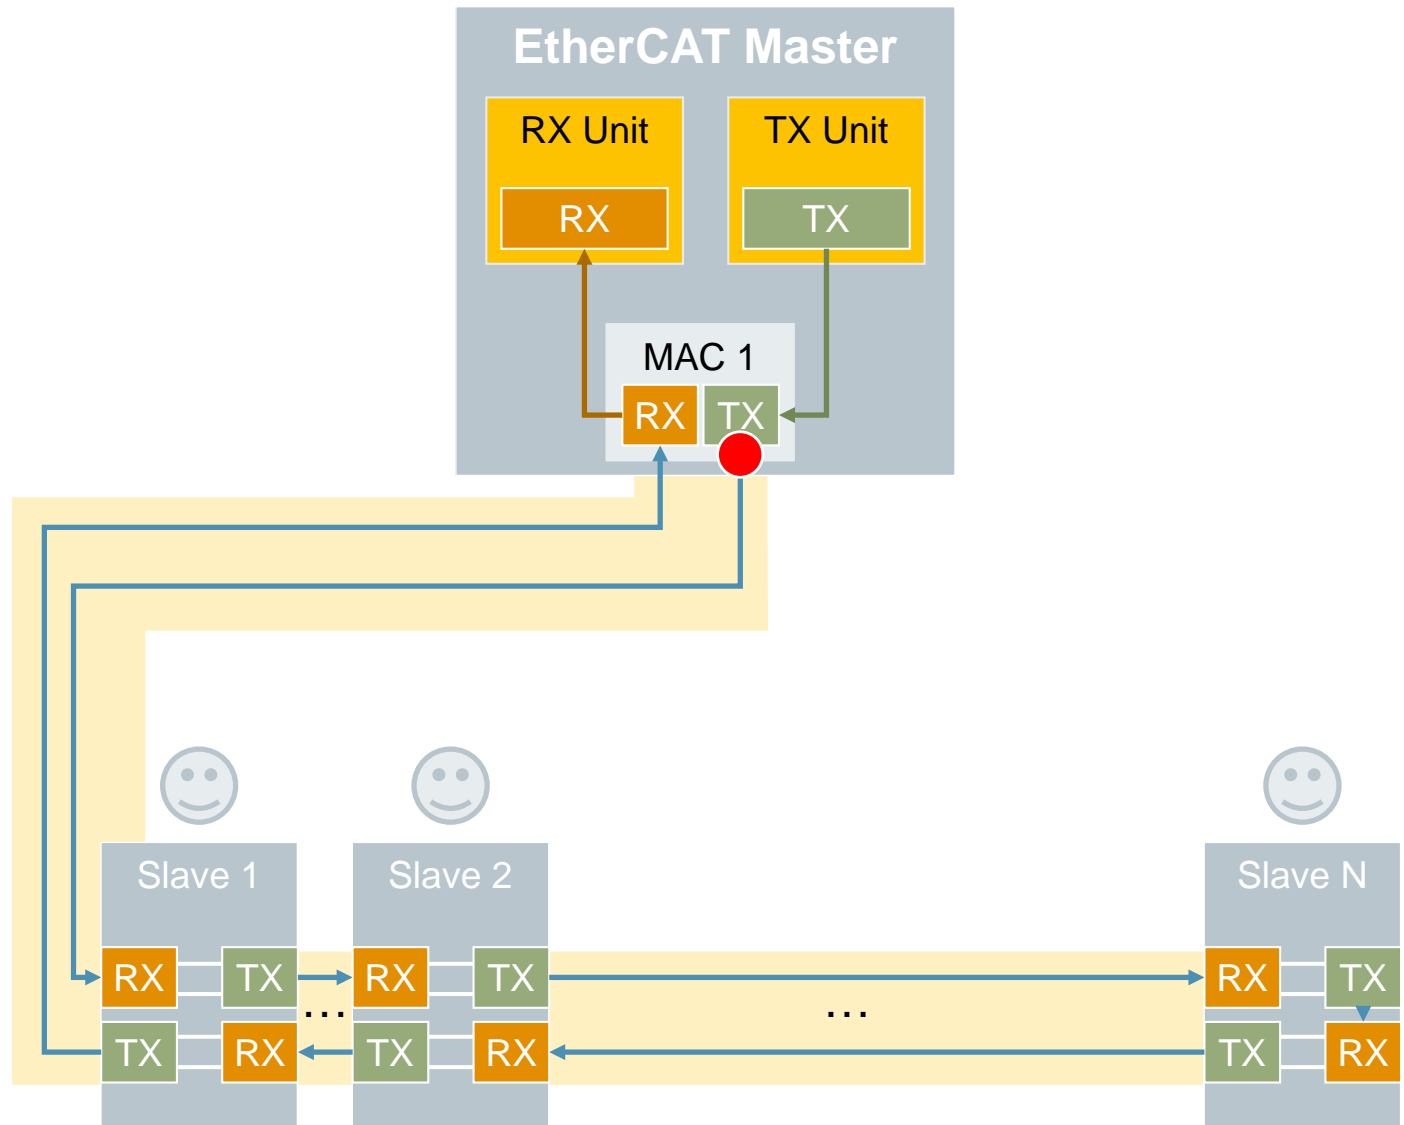 EtherCAT Master
RX Unit
TX Unit
RX
TX
MAC 1
RX
TX
Slave 1
Slave 2
Slave N
RX
TX
RX
TX
RX
TX
...
...
TX
RX
TX
RX
TX
RX